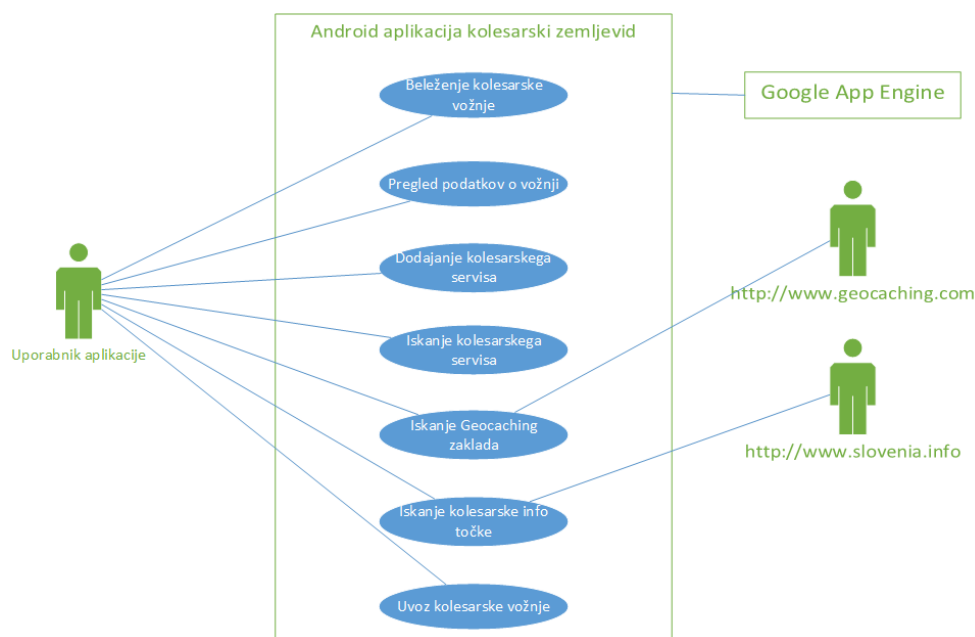 Android aplikacija kolesarski zemljevid
Beleženje kolesarske
vožnje
Google App Engine
Pregled podatkov o vožnji
Dodajanje kolesarskega
servisa
http://www.geocaching.com
Iskanje kolesarskega
servisa
Uporabnik aplikacije
Iskanje Geocaching
zaklada
http://www.slovenia.info
Iskanje kolesarske info
točke
Uvoz kolesarske vožnje